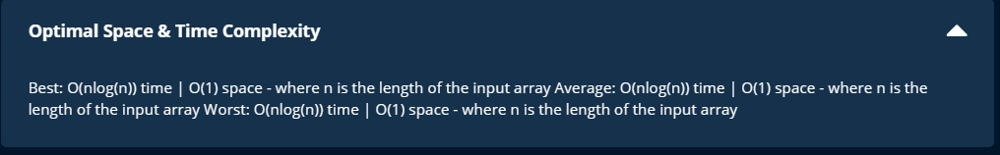 Optimal Space & Time Complexity
Best: O(nlog(n)) time | O(1) space - where n is the length of the input array Average: O(nlog(n)) time | O(1) space - where n is the
length of the input array Worst: O(nlog(n)) time | O(1) space - where n is the length of the input array